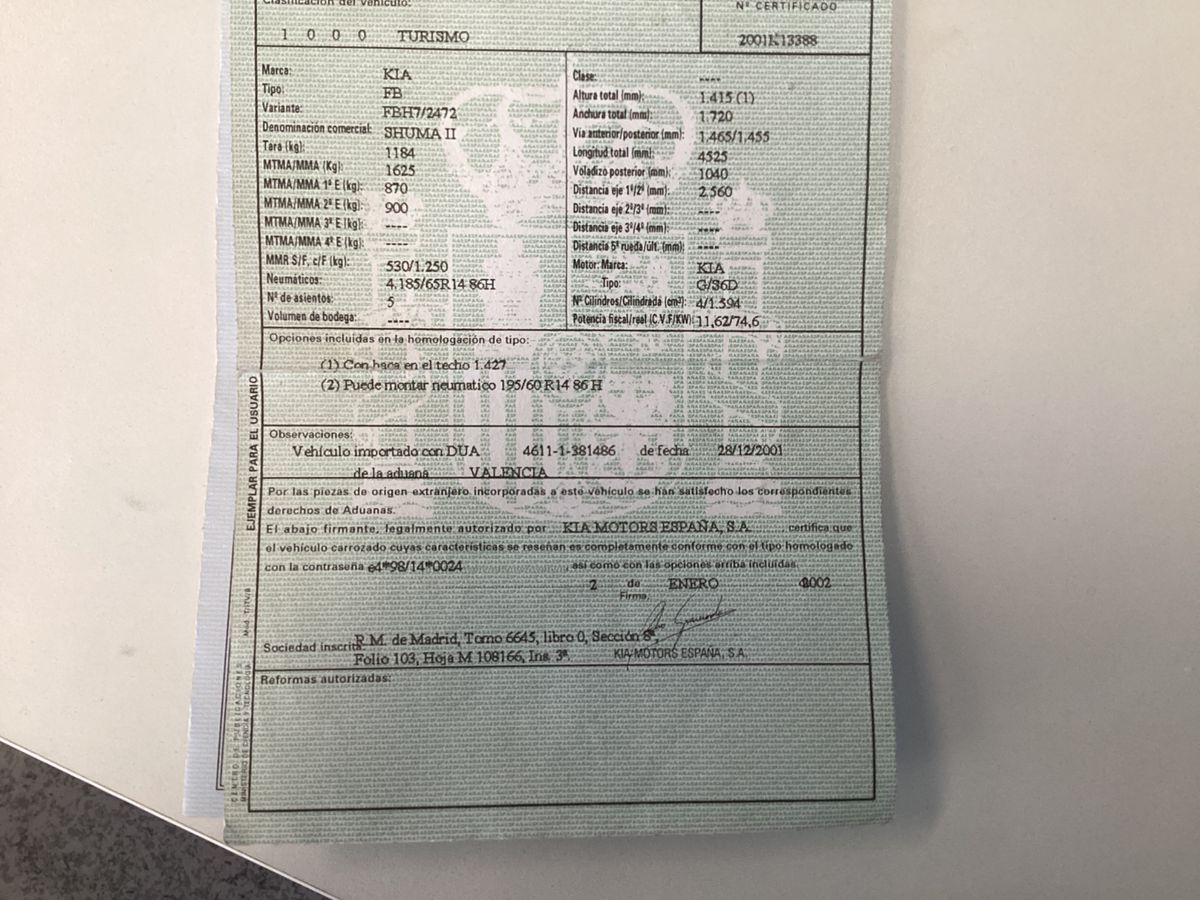 Clasificación del vehículo:
Nº CERTIFICADO
1 0 0 0 TURISMO
2001K13388
Marca: KIA
Tipo: FB
Variante: FBH7/2472
Denominación comercial: SHUMA II
Tara (kg): 1184
MTMA/MMA (Kg): 1625
MTMA/MMA 1º E (kg): 870
MTMA/MMA 2º E (kg): 900
MTMA/MMA 3º E (kg): ----
MTMA/MMA 4º E (kg): ----
MMR S/F, c/F (kg): 530/1.250
Neumáticos: 4.185/65R14 86H
Nº de asientos: 5
Volumen de bodega: ----
Clase: ----
Altura total (mm): 1.415 (1)
Anchura total (mm): 1.720
Vía anterior/posterior (mm): 1.465/1.455
Longitud total (mm): 4525
Voladizo posterior (mm): 1040
Distancia eje 1º/2º (mm): 2.560
Distancia eje 2º/3º (mm): ----
Distancia eje 3º/4º (mm): ----
Distancia 5ª rueda/últ. (mm): ----
Motor: Marca: KIA
Tipo: G/S6D
Nº Cilindros/Cilindrada (cm³): 4/1.594
Potencia fiscal/real (C.V.F/KW): 11,62/74,6
Opciones incluidas en la homologación de tipo:
(1) Con baca en el techo 1.427
(2) Puede montar neumatico 195/60 R14 86 H
Observaciones:
Vehículo importado con DUA 4611-1-381486 de fecha 28/12/2001
de la aduana VALENCIA
Por las piezas de origen extranjero incorporadas a este vehículo se han satisfecho los correspondientes
derechos de Aduanas.
El abajo firmante, legalmente autorizado por KIA MOTORS ESPAÑA, S.A. certifica que
el vehículo carrozado cuyas características se reseñan es completamente conforme con el tipo homologado
con la contraseña e4*98/14*0024 así como con las opciones arriba incluidas.
2 de ENERO 2002
Firma,
Sociedad inscrita: R.M. de Madrid, Tomo 6645, libro 0, Sección 8ª,
Folio 103, Hoja M 108166, Ins. 3ª.
KIA MOTORS ESPAÑA, S.A.
Reformas autorizadas:
EJEMPLAR PARA EL USUARIO
CENTRO DE PUBLICACIONES
MINISTERIO DE CIENCIA Y TECNOLOGIA